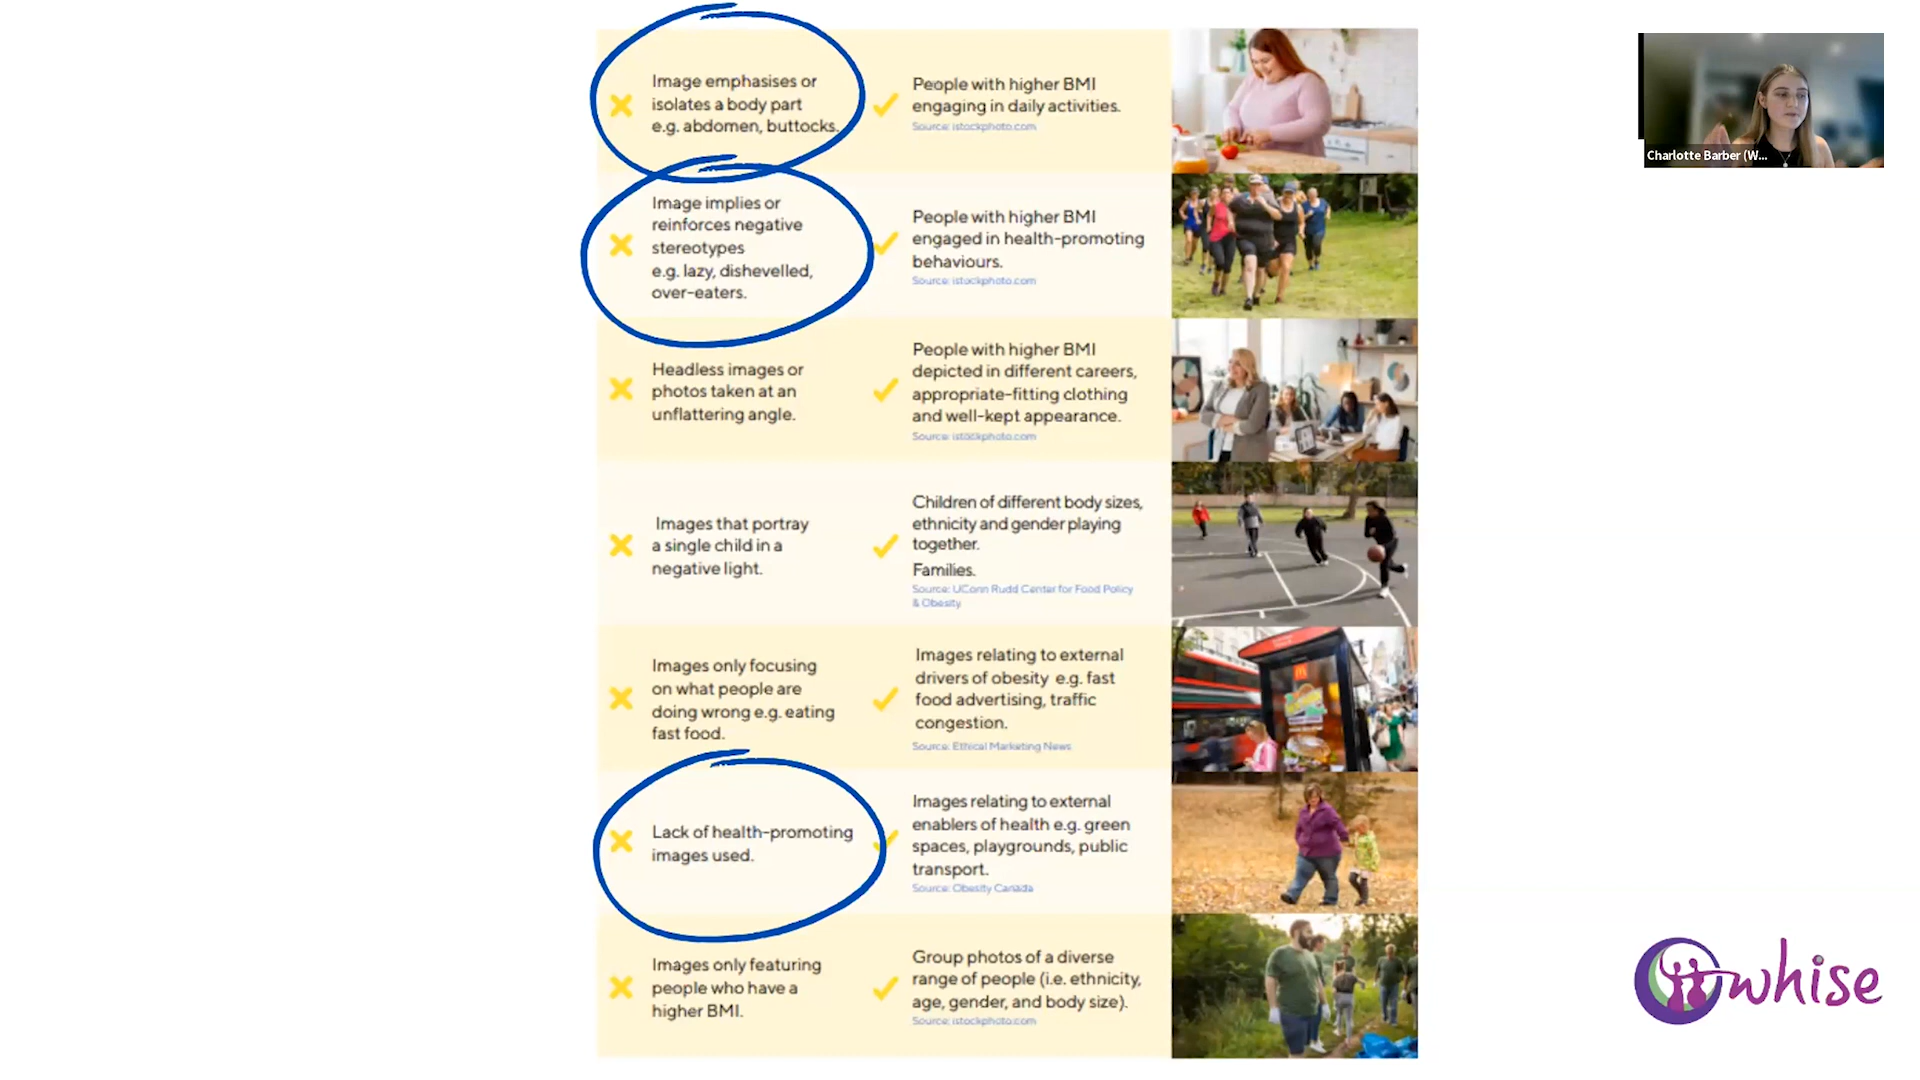 Image emphasises or
isolates a body part
e.g. abdomen, buttocks.
People with higher BMI
engaging in daily activities.
Source: istockphoto.com
Image implies or
reinforces negative
stereotypes
e.g. lazy, dishevelled,
over-eaters.
People with higher BMI
engaged in health-promoting
behaviours.
Source: istockphoto.com
Headless images or
photos taken at an
unflattering angle.
People with higher BMI
depicted in different careers,
appropriate-fitting clothing
and well-kept appearance.
Source: istockphoto.com
Images that portray
a single child in a
negative light.
Children of different body sizes,
ethnicity and gender playing
together.
Families.
Source: UConn Rudd Center for Food Policy
& Obesity
Images only focusing
on what people are
doing wrong e.g. eating
fast food.
Images relating to external
drivers of obesity e.g. fast
food advertising, traffic
congestion.
Source: Ethical Marketing News
Lack of health-promoting
images used.
Images relating to external
enablers of health e.g. green
spaces, playgrounds, public
transport.
Source: Obesity Canada
Images only featuring
people who have a
higher BMI.
Group photos of a diverse
range of people (i.e. ethnicity,
age, gender, and body size).
Source: istockphoto.com
Charlotte Barber (W...
whise